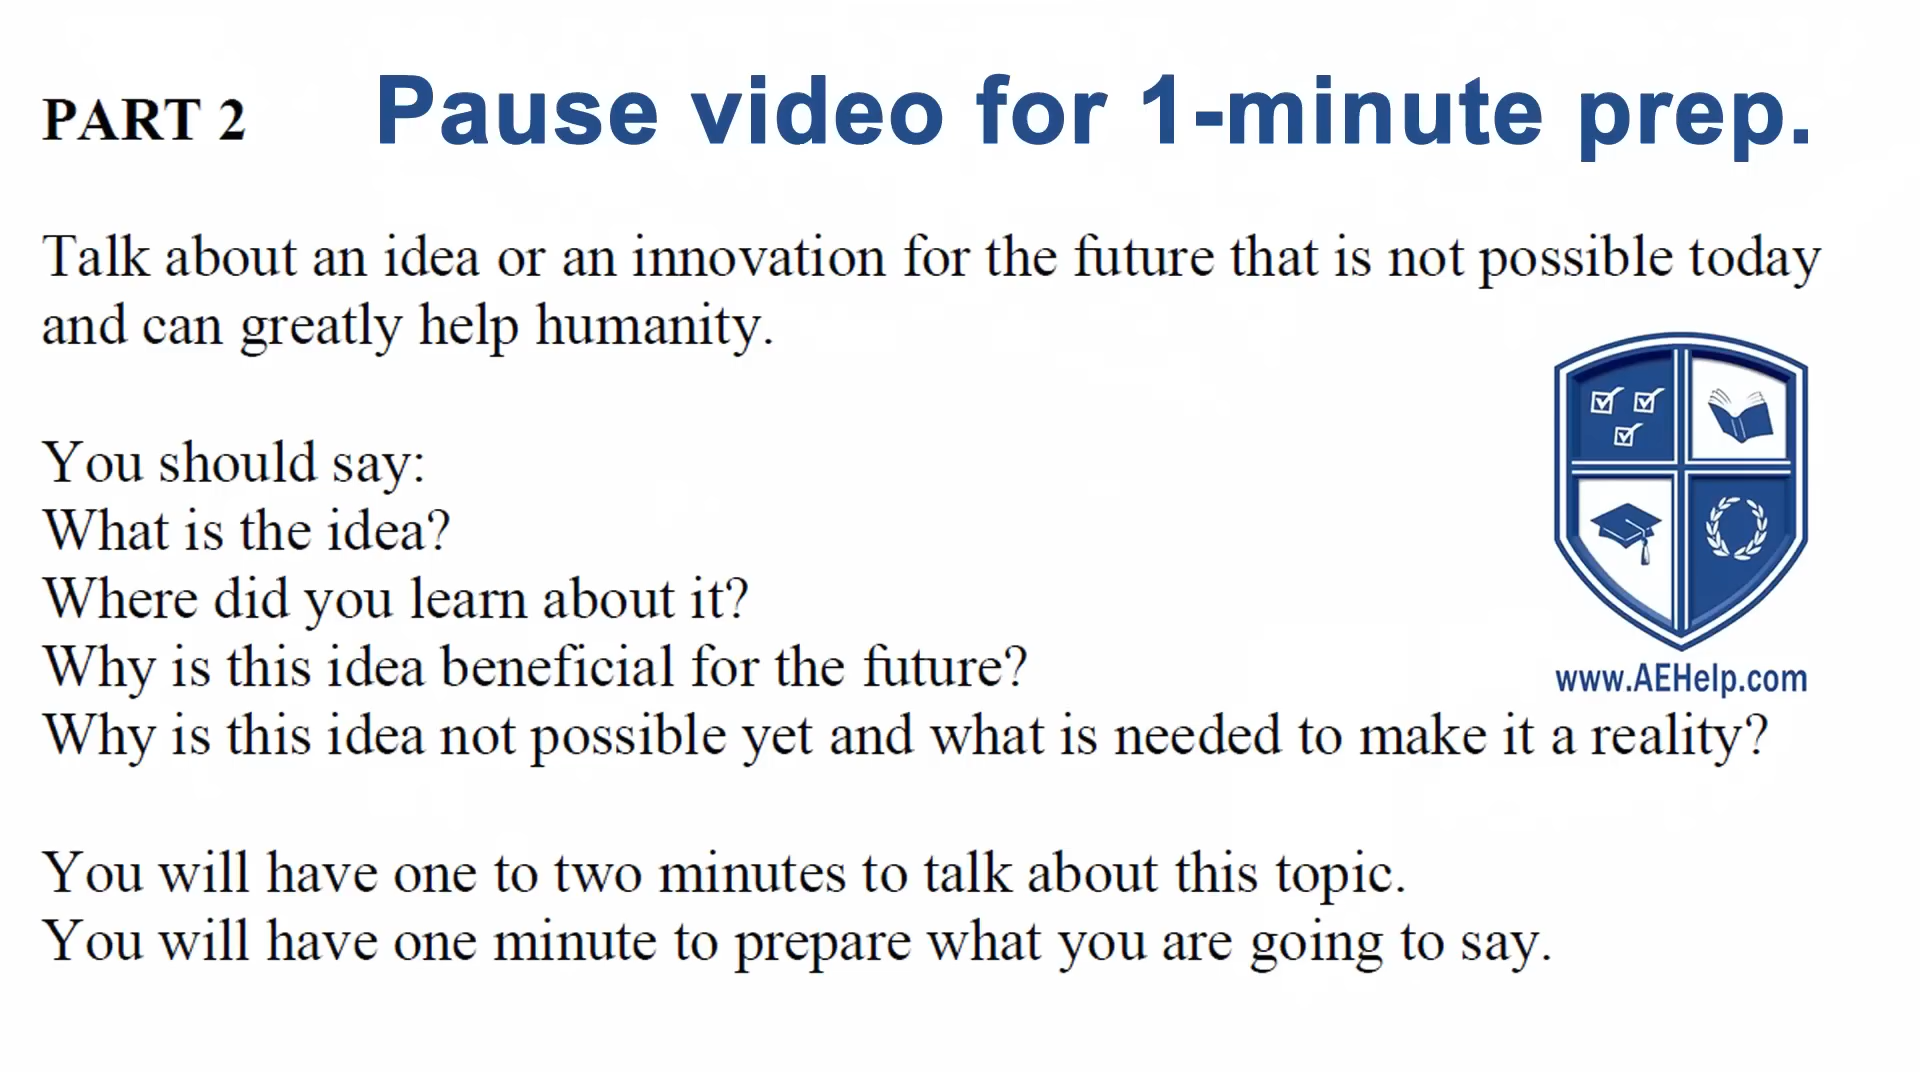 PART 2
Pause video for 1-minute prep.
Talk about an idea or an innovation for the future that is not possible today
and can greatly help humanity.
You should say:
What is the idea?
Where did you learn about it?
Why is this idea beneficial for the future?
www.AEHelp.com
Why is this idea not possible yet and what is needed to make it a reality?
You will have one to two minutes to talk about this topic.
You will have one minute to prepare what you are going to say.